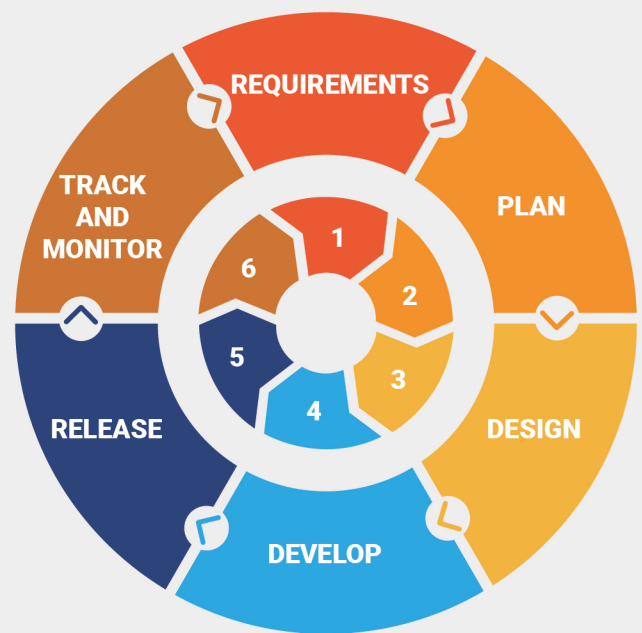 REQUIREMENTS
PLAN
DESIGN
DEVELOP
RELEASE
TRACK
AND
MONITOR
1
2
3
4
5
6